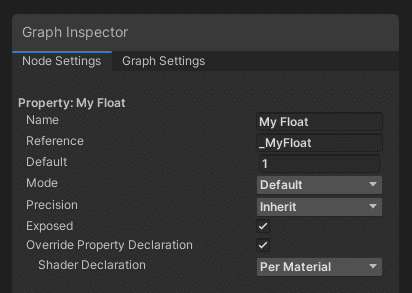 Graph Inspector
Node Settings Graph Settings
Property: My Float
Name My Float
Reference _MyFloat
Default 1
Mode Default
Precision Inherit
Exposed
Override Property Declaration
Shader Declaration Per Material